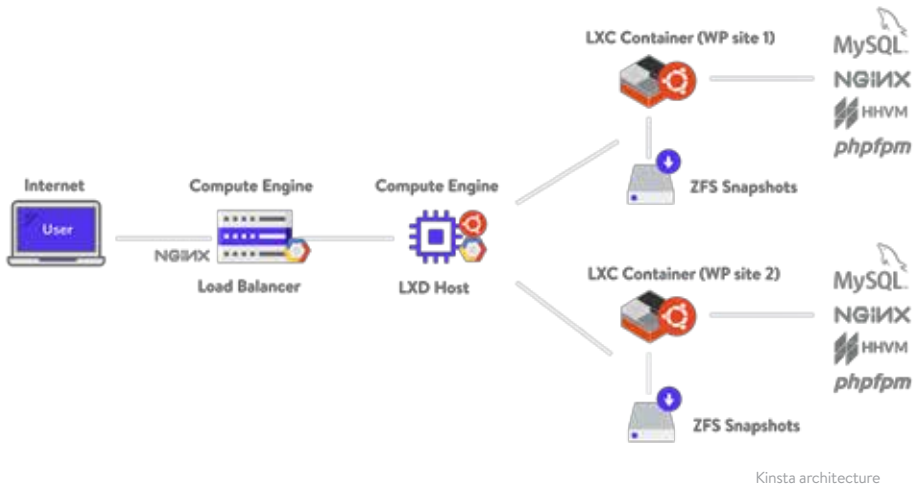 LXC Container (WP site 1)
MySQL
NGINX
HHVM
phpfpm
ZFS Snapshots
Internet
User
Compute Engine
NGINX
Load Balancer
Compute Engine
LXD Host
LXC Container (WP site 2)
MySQL
NGINX
HHVM
phpfpm
ZFS Snapshots
Kinsta architecture